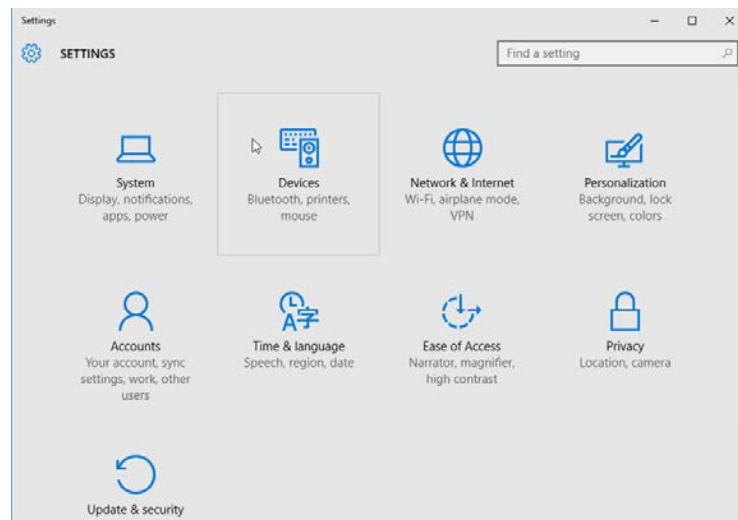 Settings
SETTINGS
Find a setting
System
Display, notifications,
apps, power
Devices
Bluetooth, printers,
mouse
Network & Internet
Wi-Fi, airplane mode,
VPN
Personalization
Background, lock
screen, colors
Accounts
Your account, sync
settings, work, other
users
A字
Time & language
Speech, region, date
Ease of Access
Narrator, magnifier,
high contrast
Privacy
Location, camera
Update & security